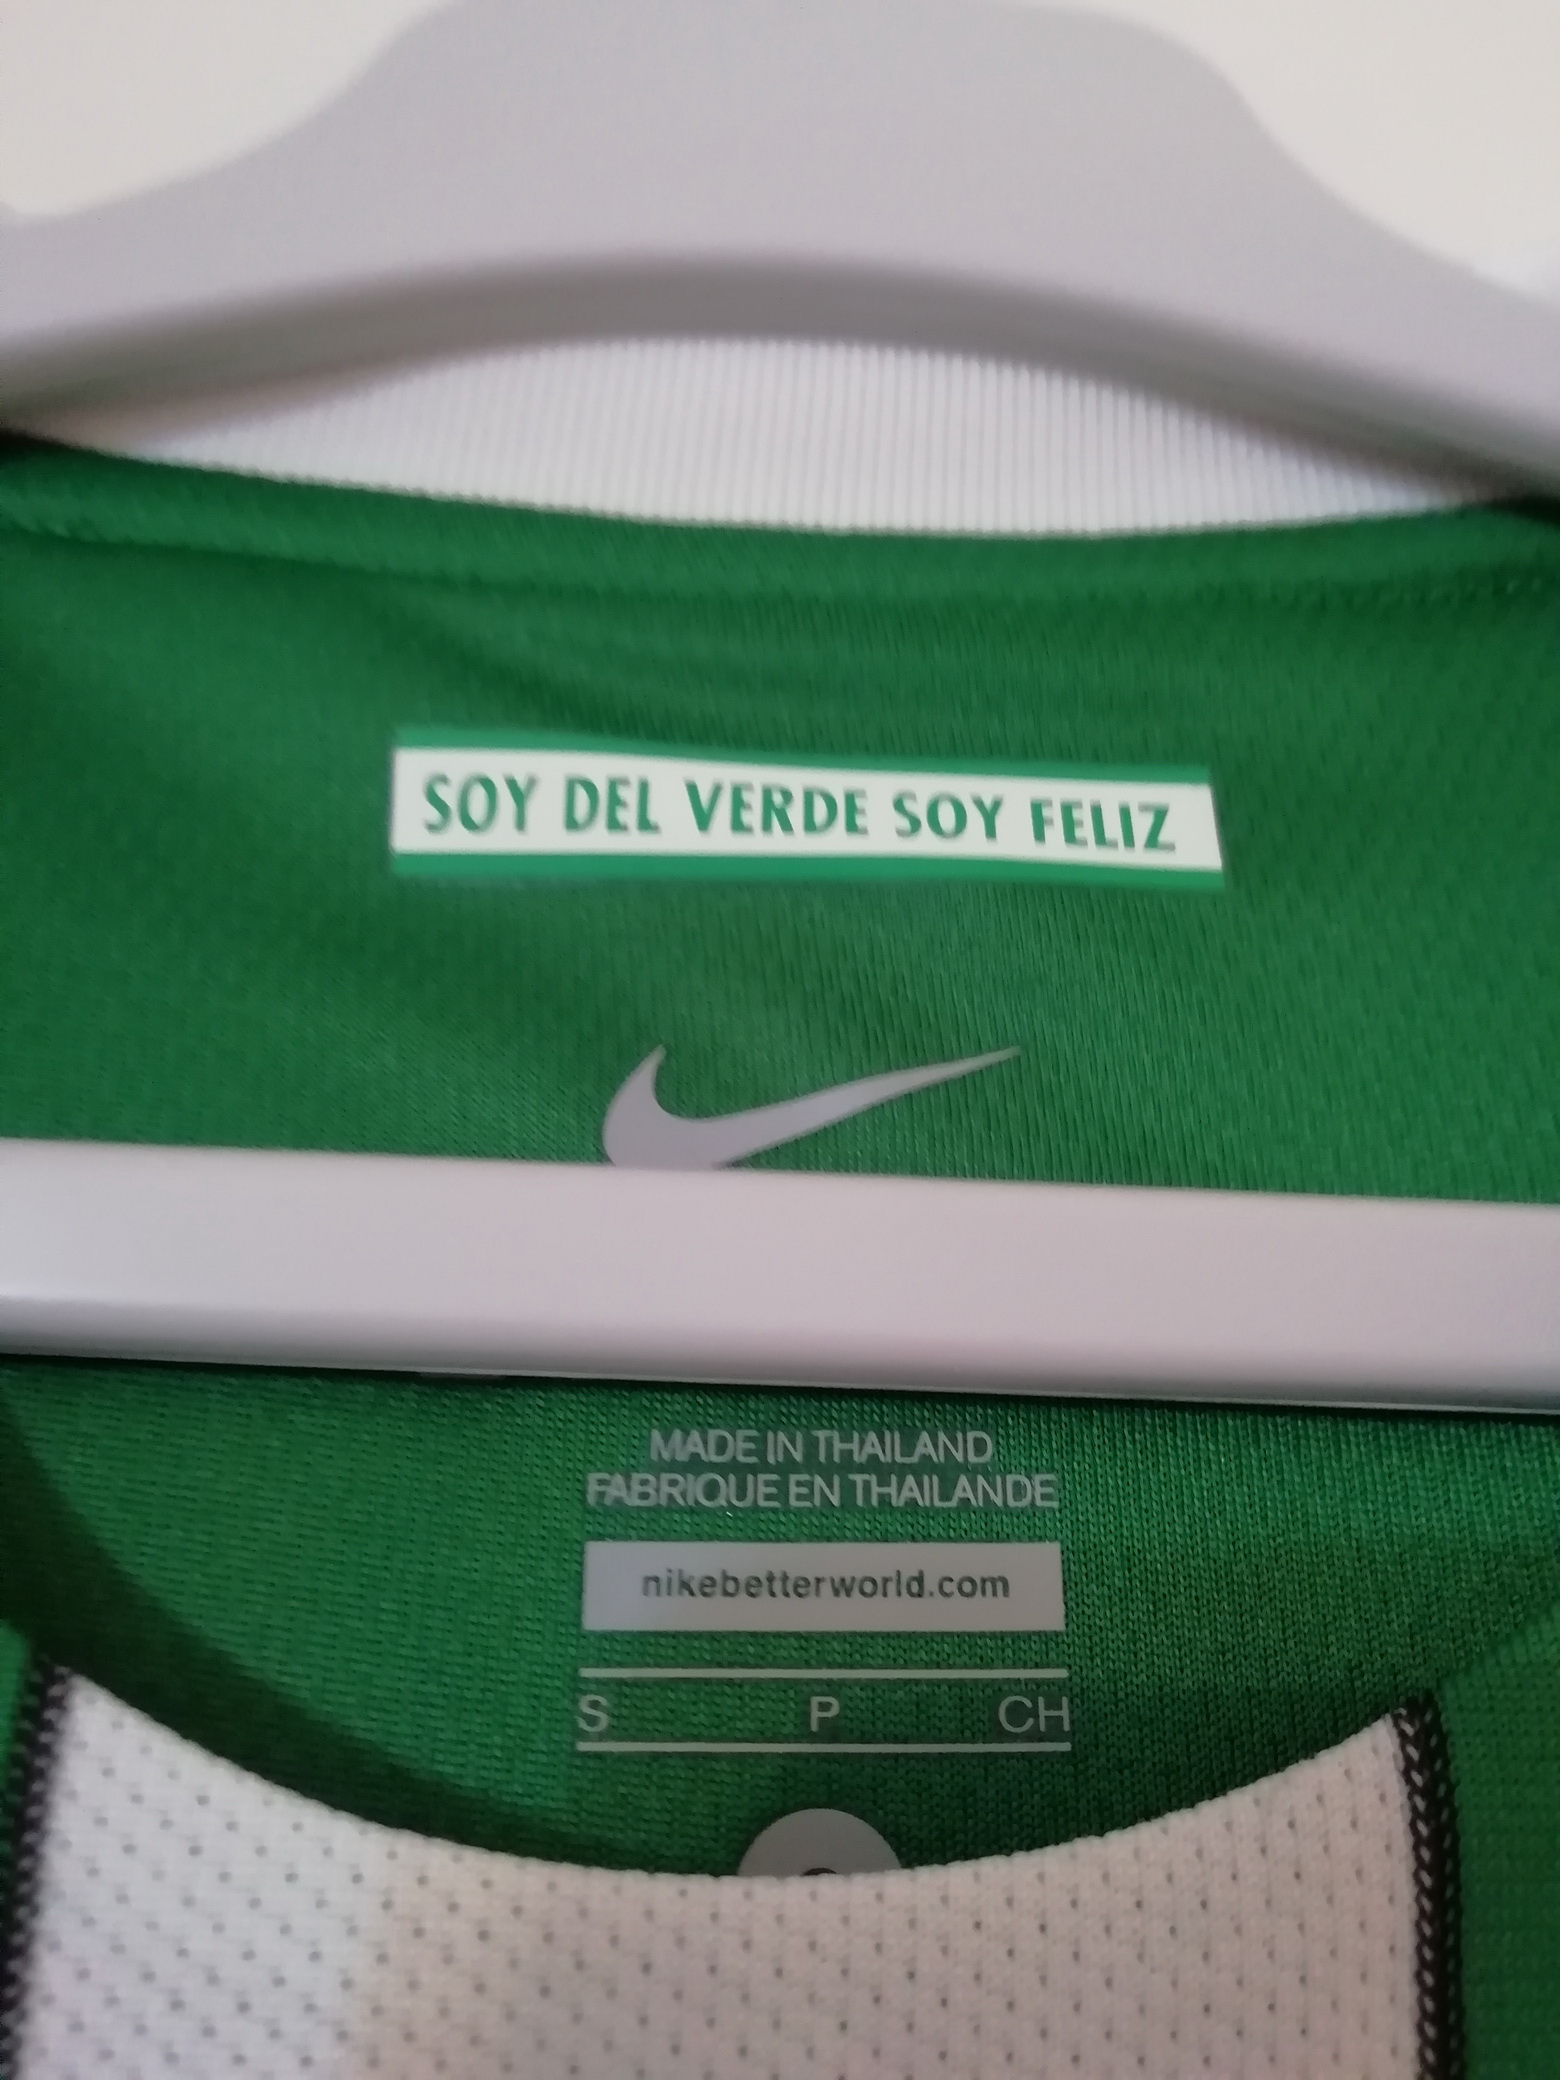 SOY DEL VERDE SOY FELIZ
MADE IN THAILAND
FABRIQUE EN THAILANDE
nikebetterworld.com
S P CH